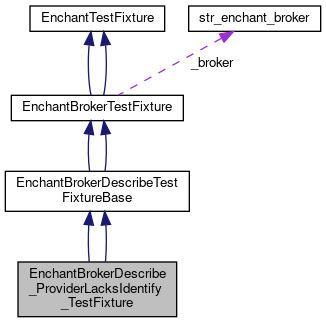 EnchantTestFixture
str_enchant_broker
_broker
EnchantBrokerTestFixture
EnchantBrokerDescribeTest
FixtureBase
EnchantBrokerDescribe
_ProviderLacksIdentify
_TestFixture